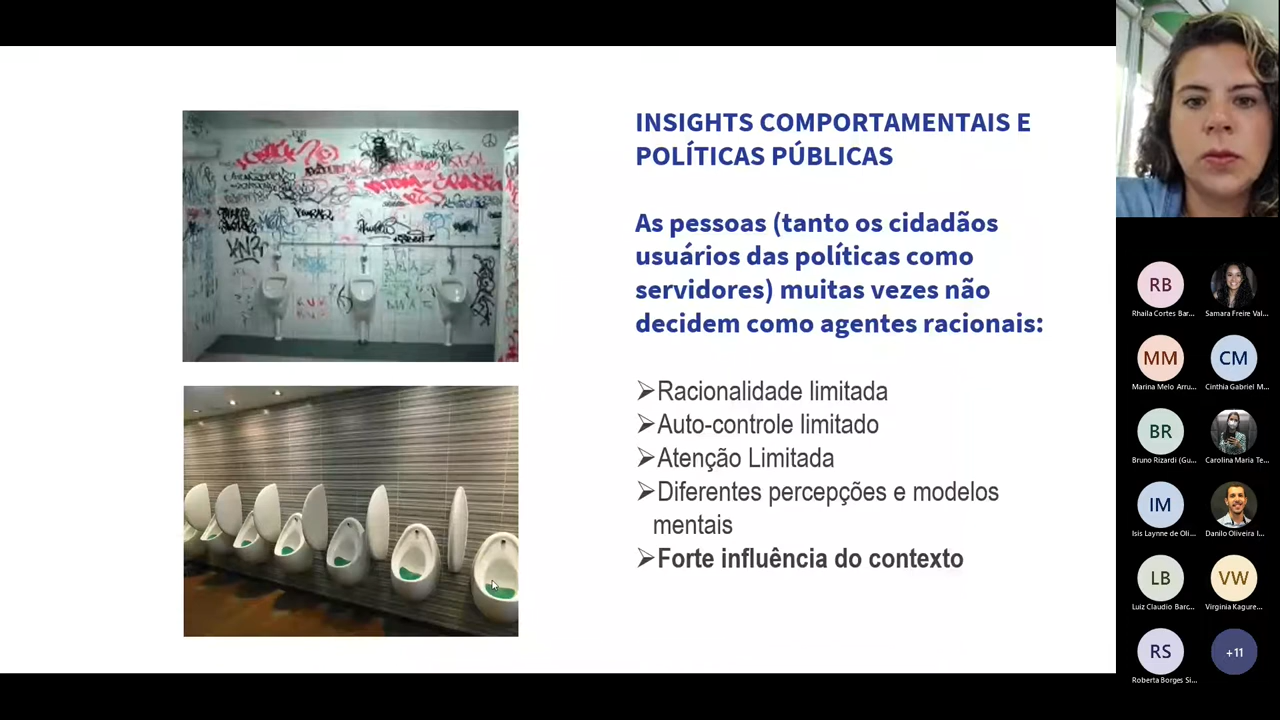 INSIGHTS COMPORTAMENTAIS E
POLÍTICAS PÚBLICAS
As pessoas (tanto os cidadãos
usuários das políticas como
servidores) muitas vezes não
decidem como agentes racionais:
➢Racionalidade limitada
➢Auto-controle limitado
➢Atenção Limitada
➢Diferentes percepções e modelos
mentais
➢Forte influência do contexto
RB
Rhaila Cortes Bar...
Samara Freire Val...
MM
CM
Marina Melo Arru...
Cinthia Gabriel M...
BR
Bruno Rizardi (Gu...
Carolina Maria Te...
IM
Isis Laynne de Oli...
Danilo Oliveira I...
LB
VW
Luiz Claudio Barc...
Virginia Kagure...
RS
+11
Roberta Borges Si...